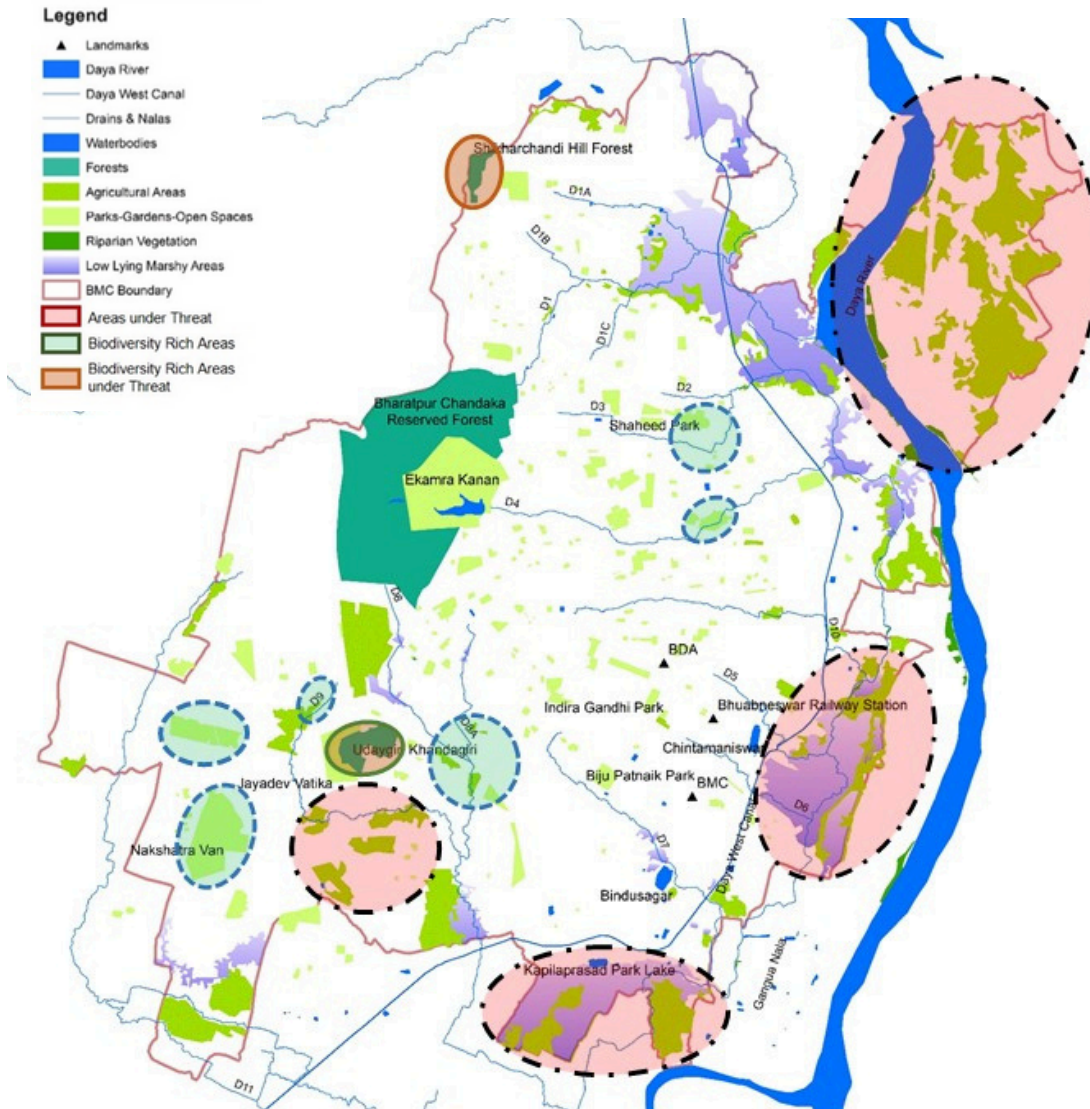 Legend
Landmarks
Daya River
Daya West Canal
Drains & Nalas
Waterbodies
Forests
Agricultural Areas
Parks-Gardens-Open Spaces
Riparian Vegetation
Low Lying Marshy Areas
BMC Boundary
Areas under Threat
Biodiversity Rich Areas
Biodiversity Rich Areas
under Threat
Shikharchandi Hill Forest
D1A
D1B
D1
D1C
Daya River
D2
D3
Bharatpur Chandaka
Reserved Forest
Shaheed Park
Ekamra Kanan
D4
D8
D10
BDA
D5
D9
Indira Gandhi Park
Bhuabneswar Railway Station
D8A
Udaygiri Khandagiri
Chintamaniswar
Biju Patnaik Park
BMC
Jayadev Vatika
D6
D7
Daya West Canal
Nakshatra Van
Bindusagar
Kapilaprasad Park Lake
Gangua Nala
D11